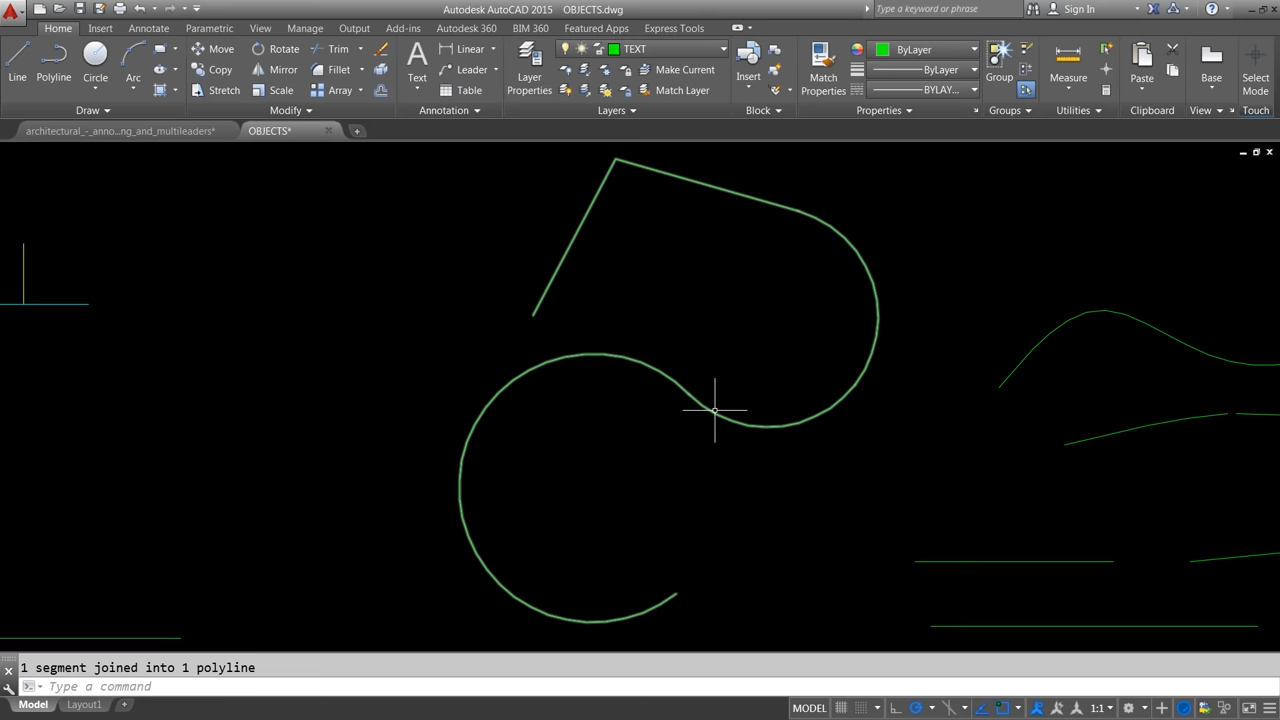 Autodesk AutoCAD 2015 OBJECTS.dwg
Type a keyword or phrase
Sign In
Home Insert Annotate Parametric View Manage Output Add-ins Autodesk 360 BIM 360 Featured Apps Express Tools
Line Polyline Circle Arc
Move Rotate Trim
Copy Mirror Fillet
Stretch Scale Array
Text Linear
Leader
Table
Layer Properties
TEXT
Make Current
Match Layer
Insert
Match Properties
ByLayer
ByLayer
BYLAY...
Group
Measure
Paste
Base
Select Mode
Draw Modify Annotation Layers Block Properties Groups Utilities Clipboard View Touch
architectural_-_anno...ng_and_multileaders* OBJECTS*
1 segment joined into 1 polyline
Type a command
Model Layout1
MODEL 1:1